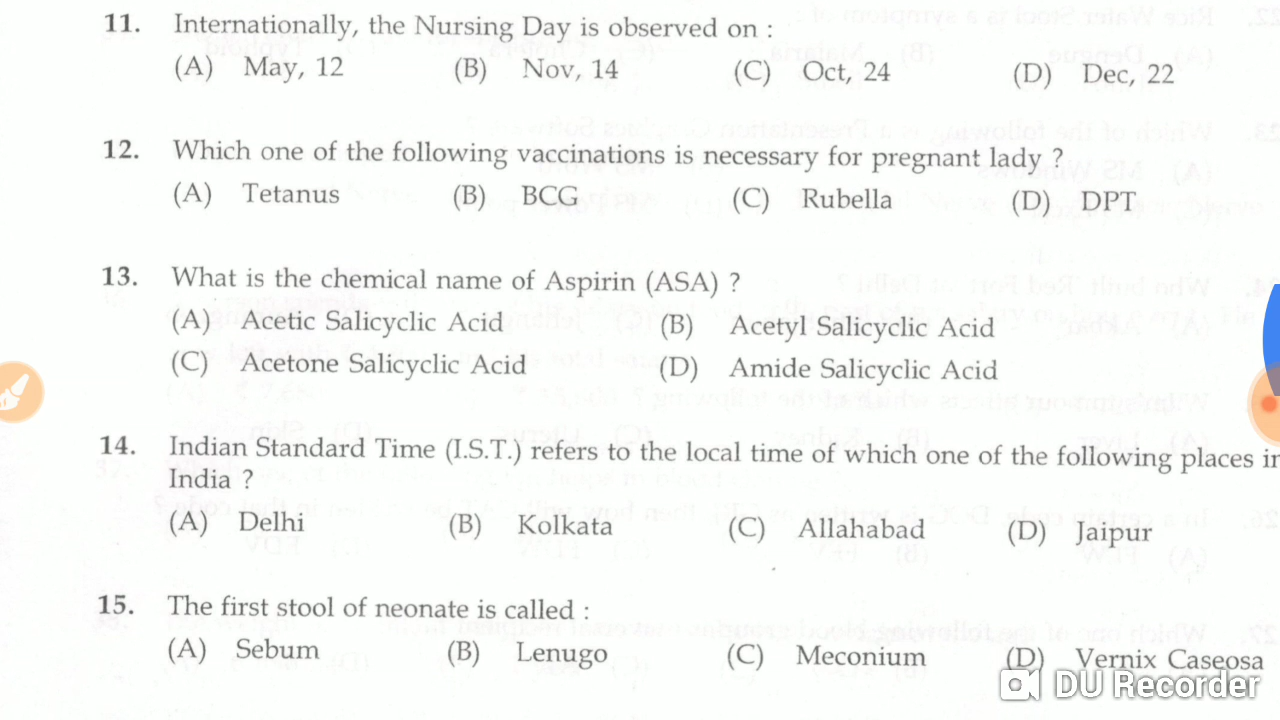 11. Internationally, the Nursing Day is observed on :
(A) May, 12 (B) Nov, 14 (C) Oct, 24 (D) Dec, 22
12. Which one of the following vaccinations is necessary for pregnant lady ?
(A) Tetanus (B) BCG (C) Rubella (D) DPT
13. What is the chemical name of Aspirin (ASA) ?
(A) Acetic Salicyclic Acid (B) Acetyl Salicyclic Acid
(C) Acetone Salicyclic Acid (D) Amide Salicyclic Acid
14. Indian Standard Time (I.S.T.) refers to the local time of which one of the following places in
India ?
(A) Delhi (B) Kolkata (C) Allahabad (D) Jaipur
15. The first stool of neonate is called :
(A) Sebum (B) Lenugo (C) Meconium (D) Vernix Caseosa
DU Recorder